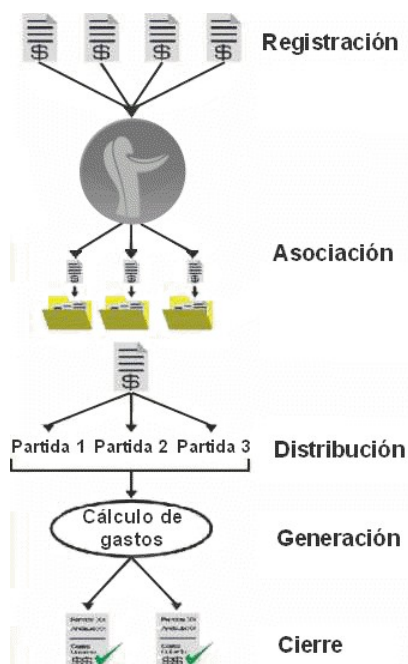 Registración
$ $ $ $
Asociación
$
Partida 1 Partida 2 Partida 3
Distribución
Cálculo de
gastos
Generación
Cierre
$$$ $$$